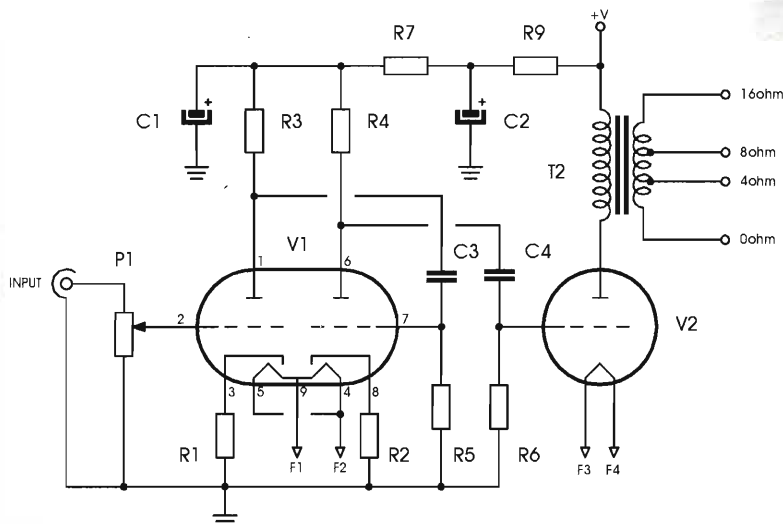 +V
R7
R9
16ohm
C1
R3
R4
C2
8ohm
T2
4ohm
0ohm
P1
V1
C3
C4
INPUT
1
6
2
7
V2
3
5
9
4
8
R1
F1
F2
R2
R5
R6
F3
F4